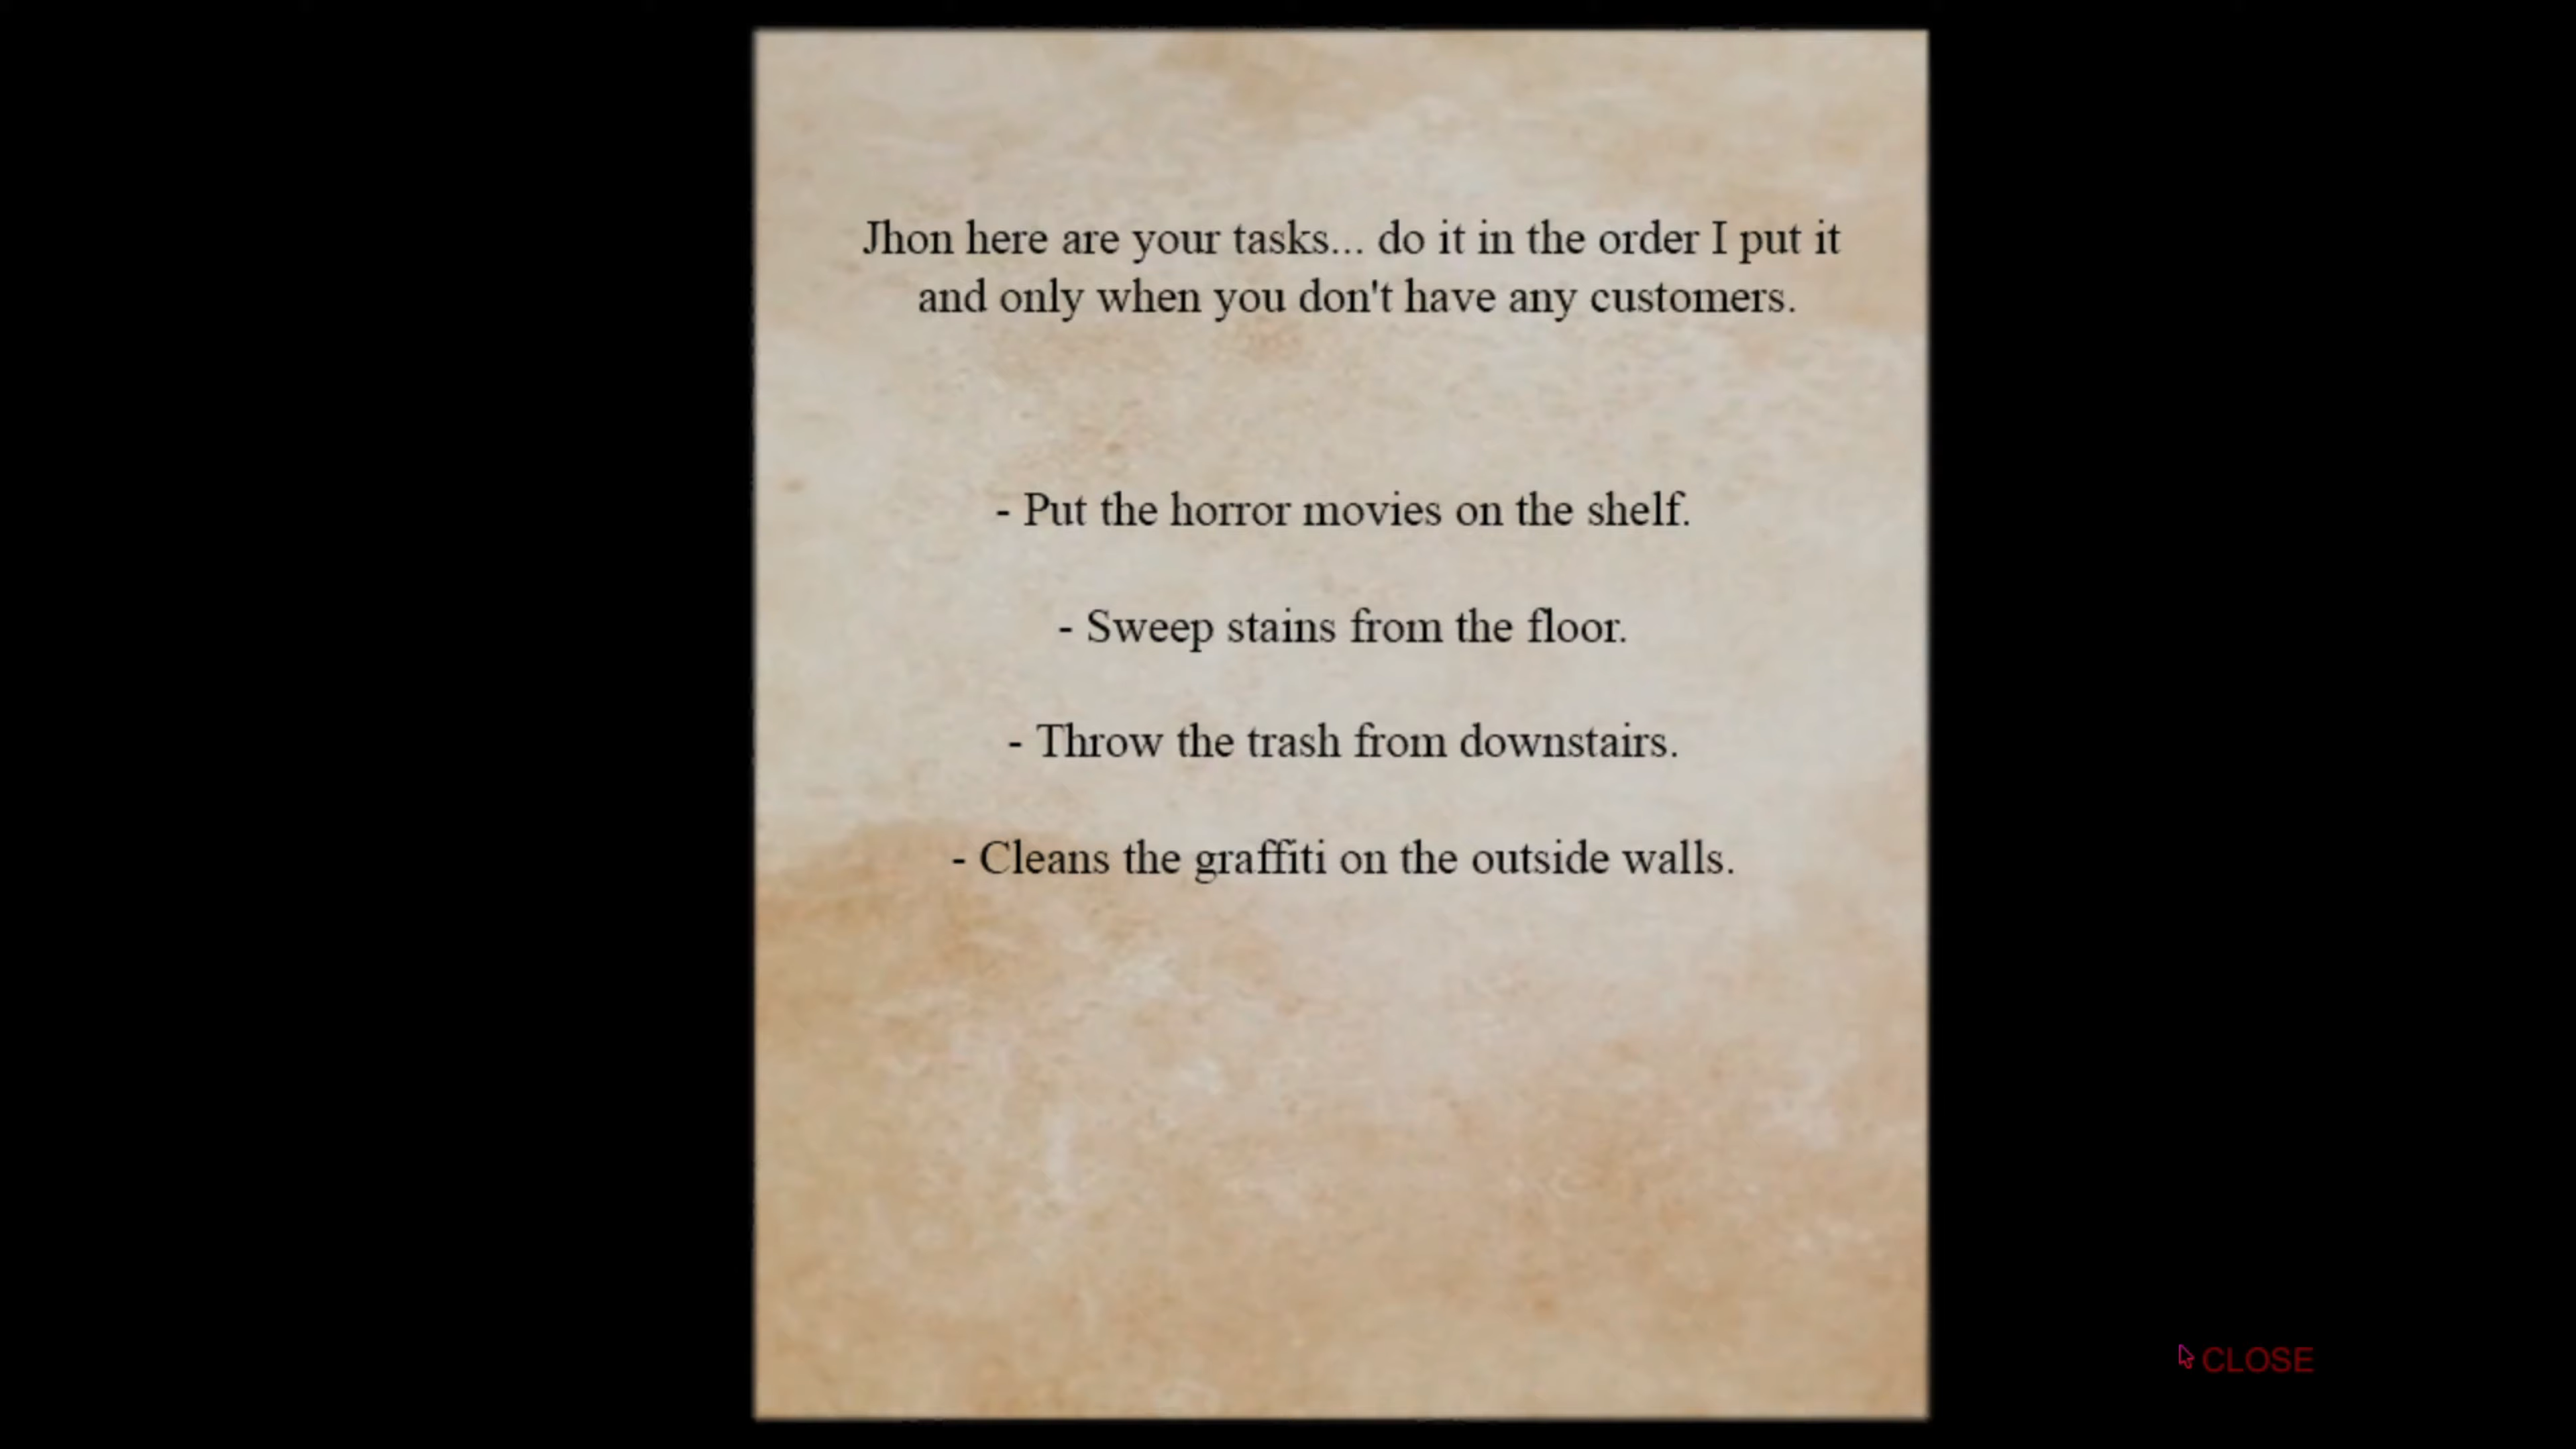 Jhon here are your tasks... do it in the order I put it
and only when you don't have any customers.
- Put the horror movies on the shelf.
- Sweep stains from the floor.
- Throw the trash from downstairs.
- Cleans the graffiti on the outside walls.
CLOSE